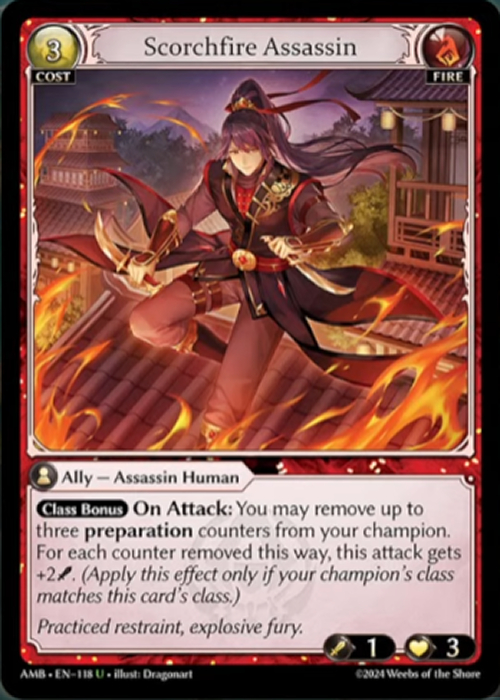 3
COST
Scorchfire Assassin
FIRE
Ally — Assassin Human
Class Bonus On Attack: You may remove up to
three preparation counters from your champion.
For each counter removed this way, this attack gets
+2. (Apply this effect only if your champion's class
matches this card's class.)
Practiced restraint, explosive fury.
1
3
AMB • EN-118 U • illust: Dragonart
©2024 Weebs of the Shore